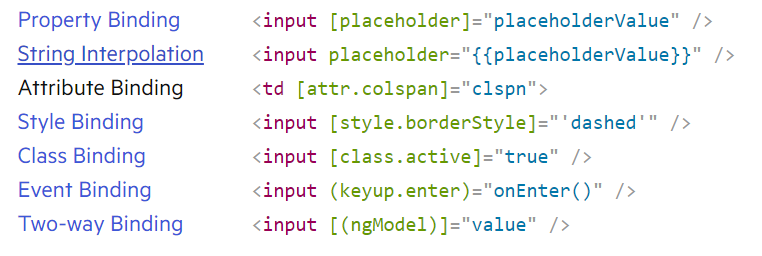 Property Binding <input [placeholder]="placeholderValue" />
String Interpolation <input placeholder="{{placeholderValue}}" />
Attribute Binding <td [attr.colspan]="clspn">
Style Binding <input [style.borderStyle]="'dashed'" />
Class Binding <input [class.active]="true" />
Event Binding <input (keyup.enter)="onEnter()" />
Two-way Binding <input [(ngModel)]="value" />